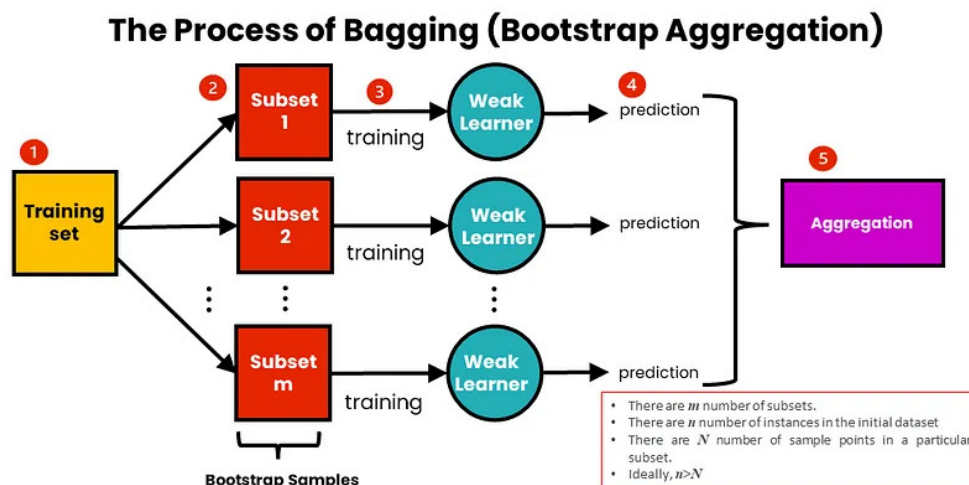 The Process of Bagging (Bootstrap Aggregation)
1
Training
set
2
Subset
1
3
training
Weak
Learner
4
prediction
Subset
2
training
Weak
Learner
prediction
Subset
m
training
Weak
Learner
prediction
5
Aggregation
Bootstrap Samples
• There are m number of subsets.
• There are n number of instances in the initial dataset
• There are N number of sample points in a particular
subset.
• Ideally, n>N